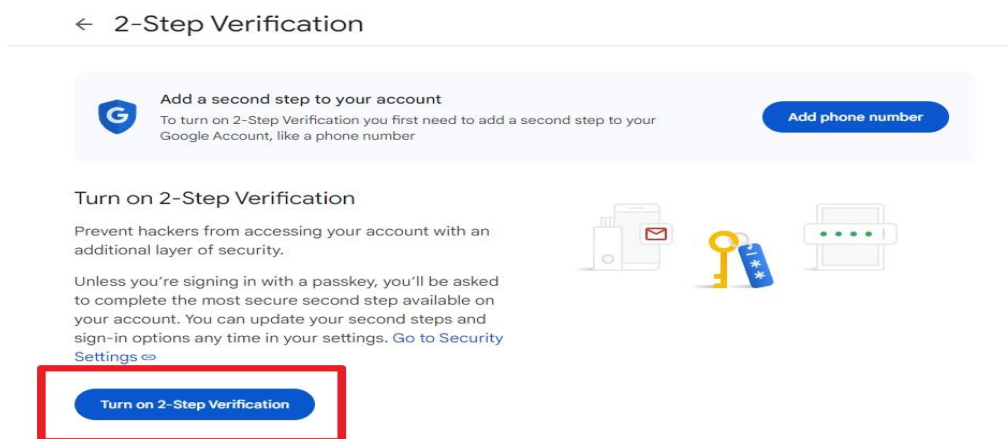 ← 2-Step Verification
Add a second step to your account
To turn on 2-Step Verification you first need to add a second step to your
Google Account, like a phone number
Add phone number
G
Turn on 2-Step Verification
Prevent hackers from accessing your account with an
additional layer of security.
Unless you're signing in with a passkey, you'll be asked
to complete the most secure second step available on
your account. You can update your second steps and
sign-in options any time in your settings. Go to Security
Settings
Turn on 2-Step Verification